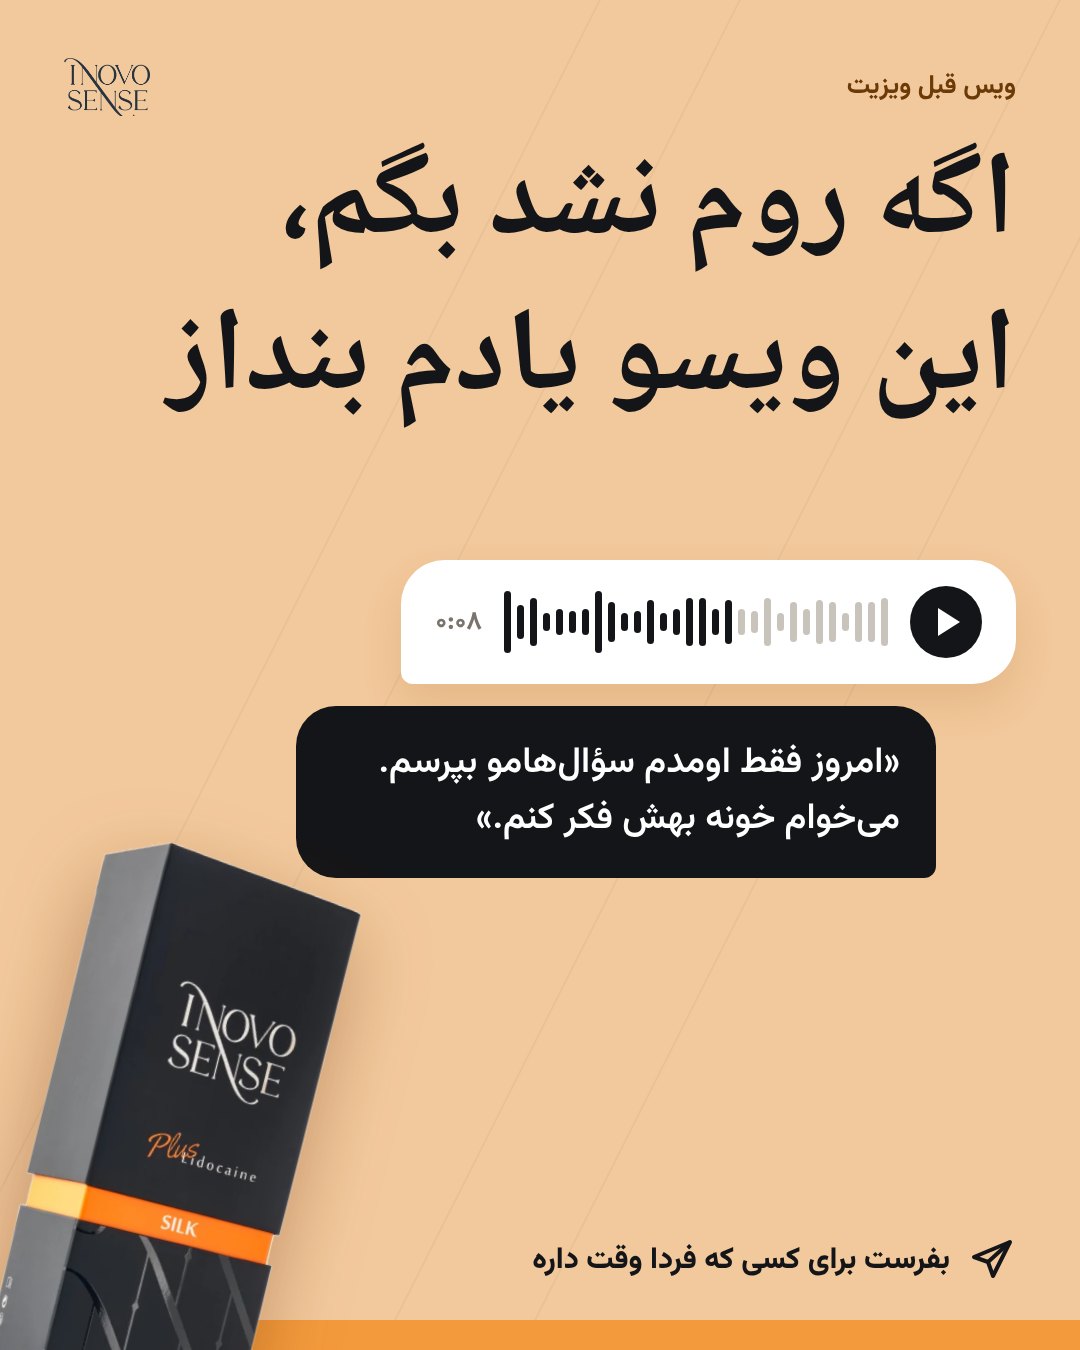 INOVO
SENSE
ویس قبل ویزیت
اگه روم نشد بگم،
این ویسو یادم بنداز
۰:۰۸
«امروز فقط اومدم سؤال‌هامو بپرسم.
می‌خوام خونه بهش فکر کنم.»
INOVO
SENSE
Plus
Lidocaine
SILK
بفرست برای کسی که فردا وقت داره